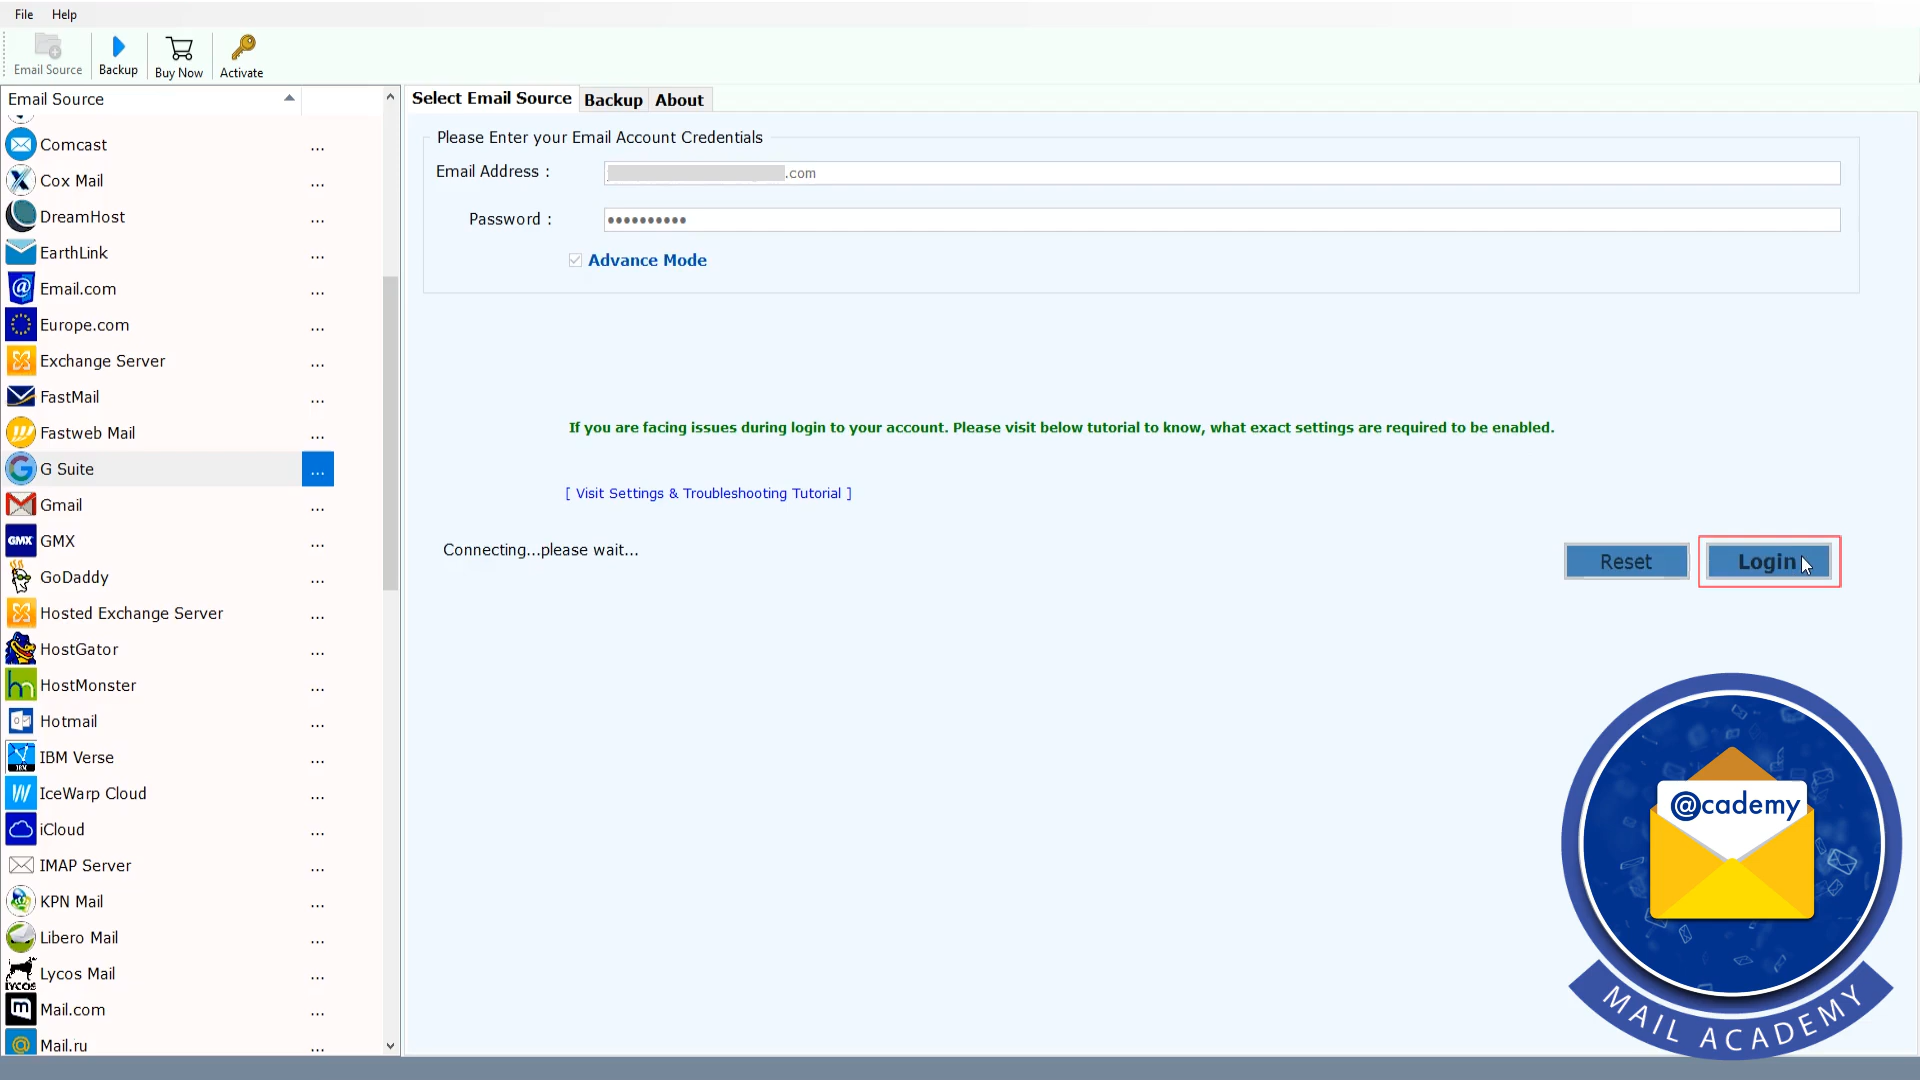 File Help
Email Source Backup Buy Now Activate
Email Source
Comcast ...
Cox Mail ...
DreamHost ...
EarthLink ...
Email.com ...
Europe.com ...
Exchange Server ...
FastMail ...
Fastweb Mail ...
G Suite ...
Gmail ...
GMX GMX ...
GoDaddy ...
Hosted Exchange Server ...
HostGator ...
HostMonster ...
Hotmail ...
IBM Verse ...
IceWarp Cloud ...
iCloud ...
IMAP Server ...
KPN Mail ...
Libero Mail ...
LYCOS Lycos Mail ...
Mail.com ...
Mail.ru ...
Select Email Source Backup About
Please Enter your Email Account Credentials
Email Address : .com
Password : ••••••••••
Advance Mode
If you are facing issues during login to your account. Please visit below tutorial to know, what exact settings are required to be enabled.
[ Visit Settings & Troubleshooting Tutorial ]
Connecting...please wait...
Reset Login
@cademy
MAIL ACADEMY